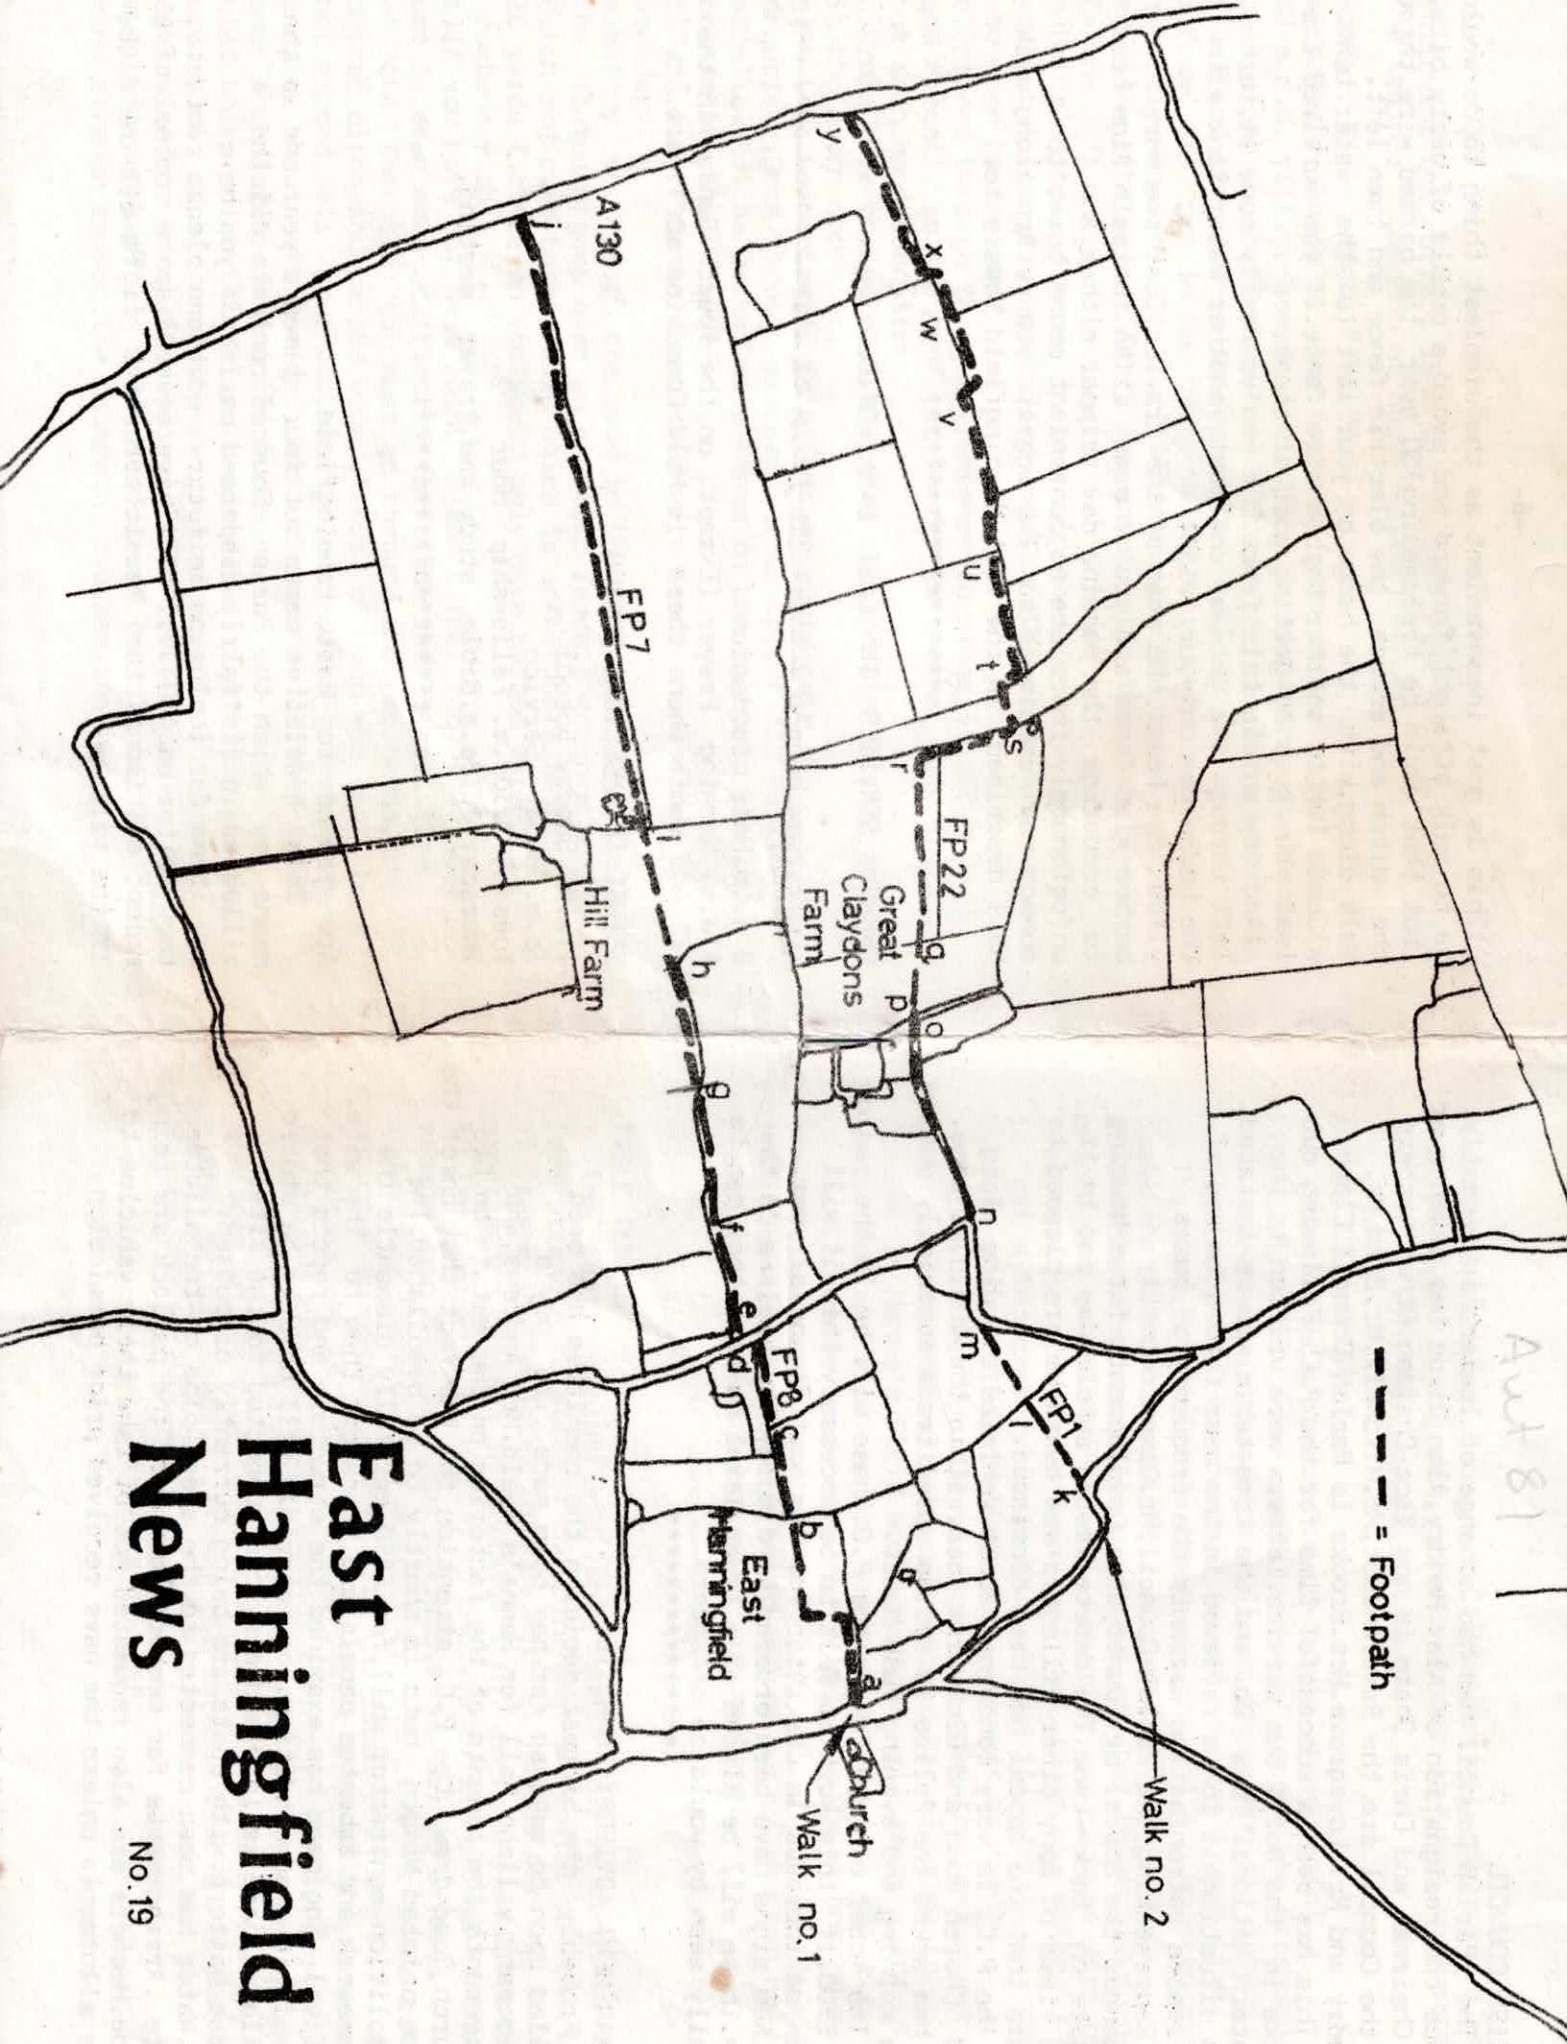 Aut 81
= Footpath
Walk no. 2
Church
Walk no. 1
a
East
Hanningfield
b
c
FP8
d
e
f
g
h
i
Hill Farm
FP7
j
A130
k
FP1
l
m
n
o
p
q
Great
Claydons
Farm
FP22
r
s
t
u
v
w
x
y
East
Hanningfield
News
No.19